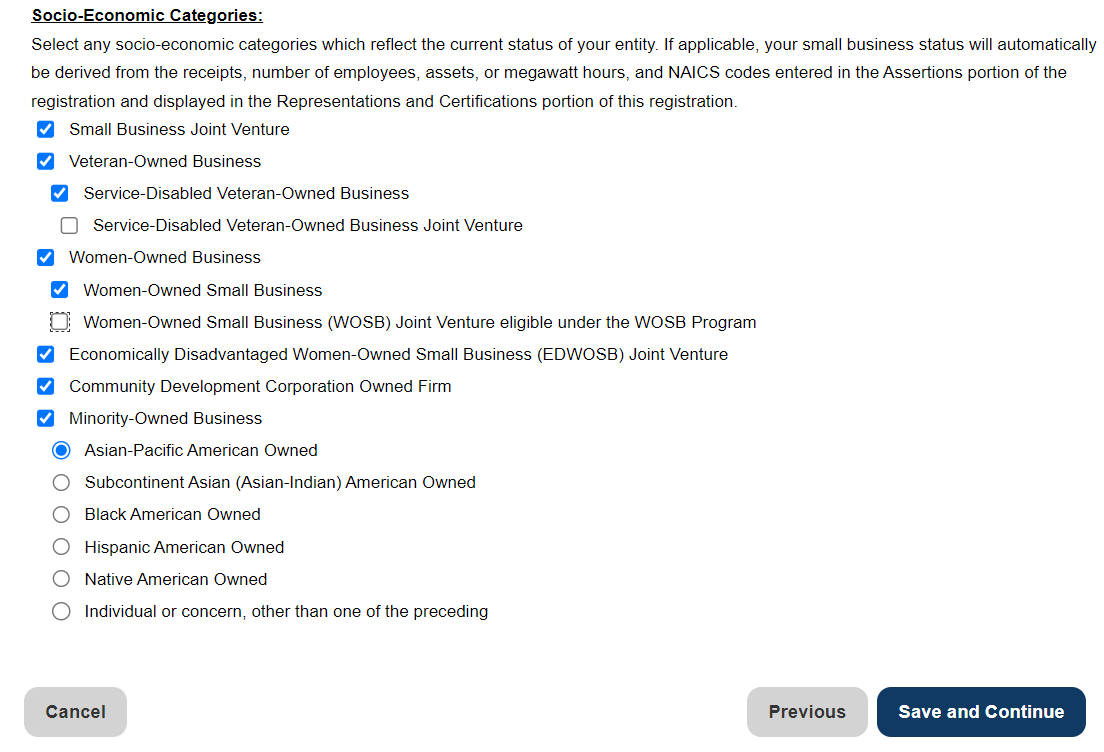 Socio-Economic Categories:
Select any socio-economic categories which reflect the current status of your entity. If applicable, your small business status will automatically
be derived from the receipts, number of employees, assets, or megawatt hours, and NAICS codes entered in the Assertions portion of the
registration and displayed in the Representations and Certifications portion of this registration.
Small Business Joint Venture
Veteran-Owned Business
Service-Disabled Veteran-Owned Business
Service-Disabled Veteran-Owned Business Joint Venture
Women-Owned Business
Women-Owned Small Business
Women-Owned Small Business (WOSB) Joint Venture eligible under the WOSB Program
Economically Disadvantaged Women-Owned Small Business (EDWOSB) Joint Venture
Community Development Corporation Owned Firm
Minority-Owned Business
Asian-Pacific American Owned
Subcontinent Asian (Asian-Indian) American Owned
Black American Owned
Hispanic American Owned
Native American Owned
Individual or concern, other than one of the preceding
Cancel
Previous
Save and Continue